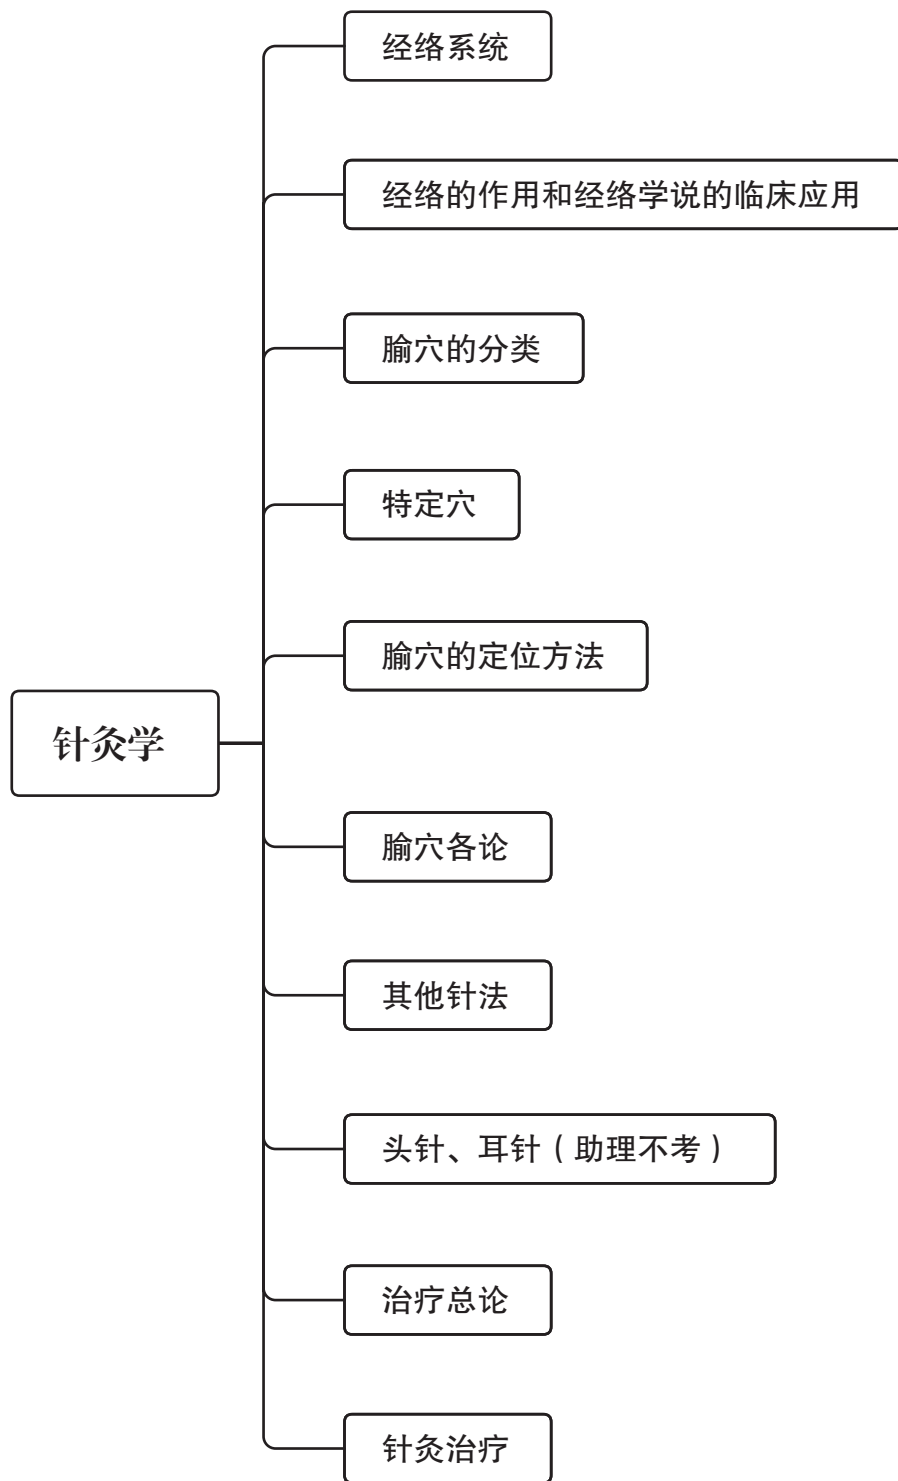 经络系统
经络的作用和经络学说的临床应用
腧穴的分类
特定穴
腧穴的定位方法
针灸学
腧穴各论
其他针法
头针、耳针（助理不考）
治疗总论
针灸治疗